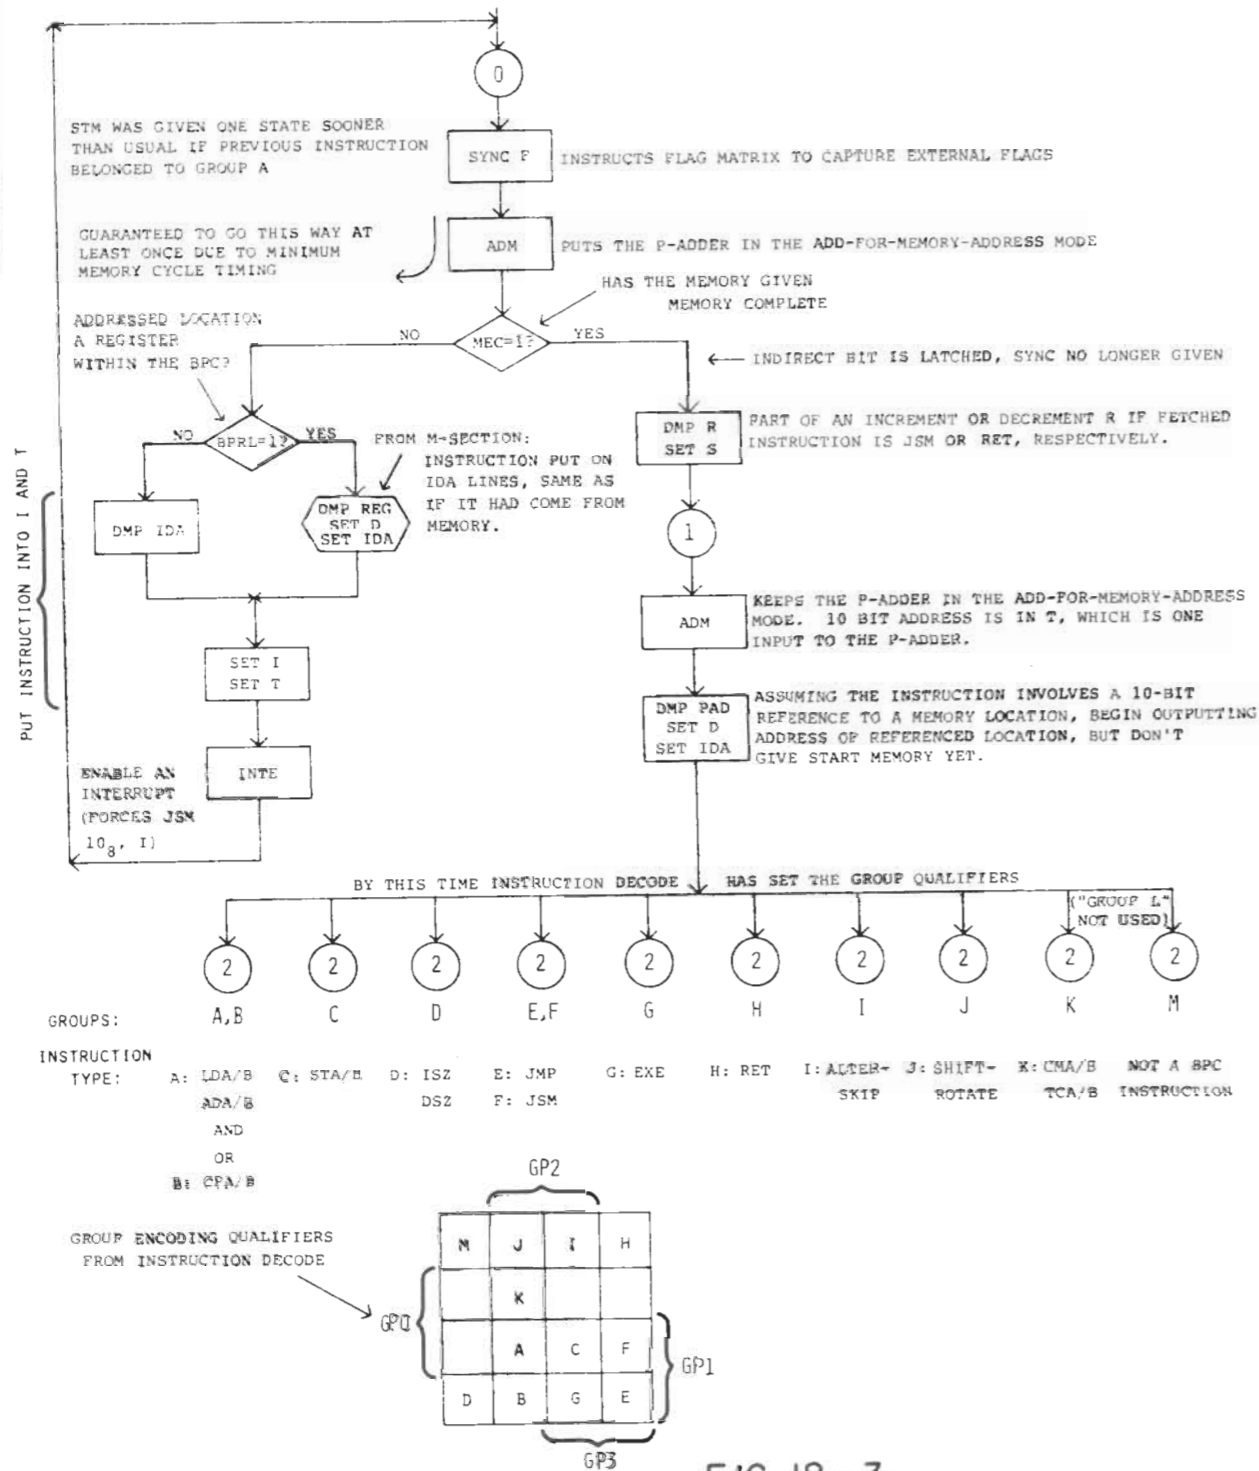 0
STM WAS GIVEN ONE STATE SOONER
THAN USUAL IF PREVIOUS INSTRUCTION
BELONGED TO GROUP A
SYNC F
INSTRUCTS FLAG MATRIX TO CAPTURE EXTERNAL FLAGS
GUARANTEED TO GO THIS WAY AT
LEAST ONCE DUE TO MINIMUM
MEMORY CYCLE TIMING
ADM
PUTS THE P-ADDER IN THE ADD-FOR-MEMORY-ADDRESS MODE
HAS THE MEMORY GIVEN
MEMORY COMPLETE
ADDRESSED LOCATION
A REGISTER
WITHIN THE BPC?
NO
MEC=1?
YES
INDIRECT BIT IS LATCHED, SYNC NO LONGER GIVEN
NO
BPRL=1?
YES
FROM M-SECTION:
INSTRUCTION PUT ON
IDA LINES, SAME AS
IF IT HAD COME FROM
MEMORY.
DMP R
SET S
PART OF AN INCREMENT OR DECREMENT R IF FETCHED
INSTRUCTION IS JSM OR RET, RESPECTIVELY.
PUT INSTRUCTION INTO I AND T
DMP IDA
DMP REG
SET D
SET IDA
1
ADM
KEEPS THE P-ADDER IN THE ADD-FOR-MEMORY-ADDRESS
MODE. 10 BIT ADDRESS IS IN T, WHICH IS ONE
INPUT TO THE P-ADDER.
SET I
SET T
DMP PAD
SET D
SET IDA
ASSUMING THE INSTRUCTION INVOLVES A 10-BIT
REFERENCE TO A MEMORY LOCATION, BEGIN OUTPUTTING
ADDRESS OF REFERENCED LOCATION, BUT DON'T
GIVE START MEMORY YET.
INTE
ENABLE AN
INTERRUPT
(FORCES JSM
10₈, I)
BY THIS TIME INSTRUCTION DECODE HAS SET THE GROUP QUALIFIERS
("GROUP L"
NOT USED)
2 2 2 2 2 2 2 2 2 2
GROUPS: A,B C D E,F G H I J K M
INSTRUCTION
TYPE: A: LDA/B C: STA/B D: ISZ E: JMP G: EXE H: RET I: ALTER- J: SHIFT- K: CMA/B NOT A BPC
ADA/B DSZ F: JSM SKIP ROTATE TCA/B INSTRUCTION
AND
OR
B: CPA/B
GP2
GROUP ENCODING QUALIFIERS
FROM INSTRUCTION DECODE
M J I H
K
GP0
A C F
GP1
D B G E
GP3